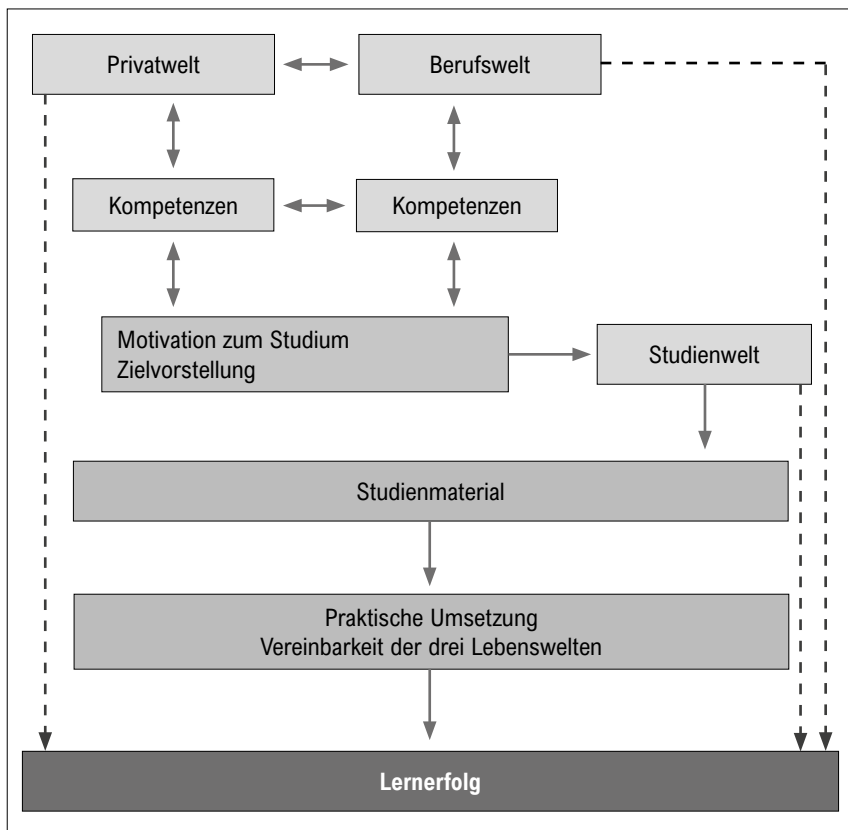 Privatwelt
Berufswelt
Kompetenzen
Kompetenzen
Motivation zum Studium
Zielvorstellung
Studienwelt
Studienmaterial
Praktische Umsetzung
Vereinbarkeit der drei Lebenswelten
Lernerfolg